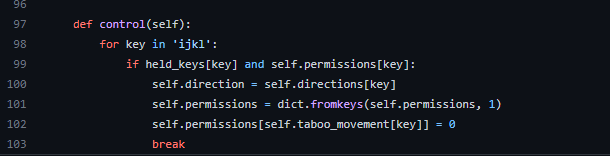 96
97 def control(self):
98 for key in 'ijkl':
99 if held_keys[key] and self.permissions[key]:
100 self.direction = self.directions[key]
101 self.permissions = dict.fromkeys(self.permissions, 1)
102 self.permissions[self.taboo_movement[key]] = 0
103 break